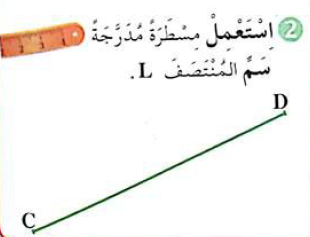 2 اِسْتَعْمِلْ مِسْطَرَةً مُدَرَّجَةً
سَمِّ المُنْتَصَفَ L .
D
C